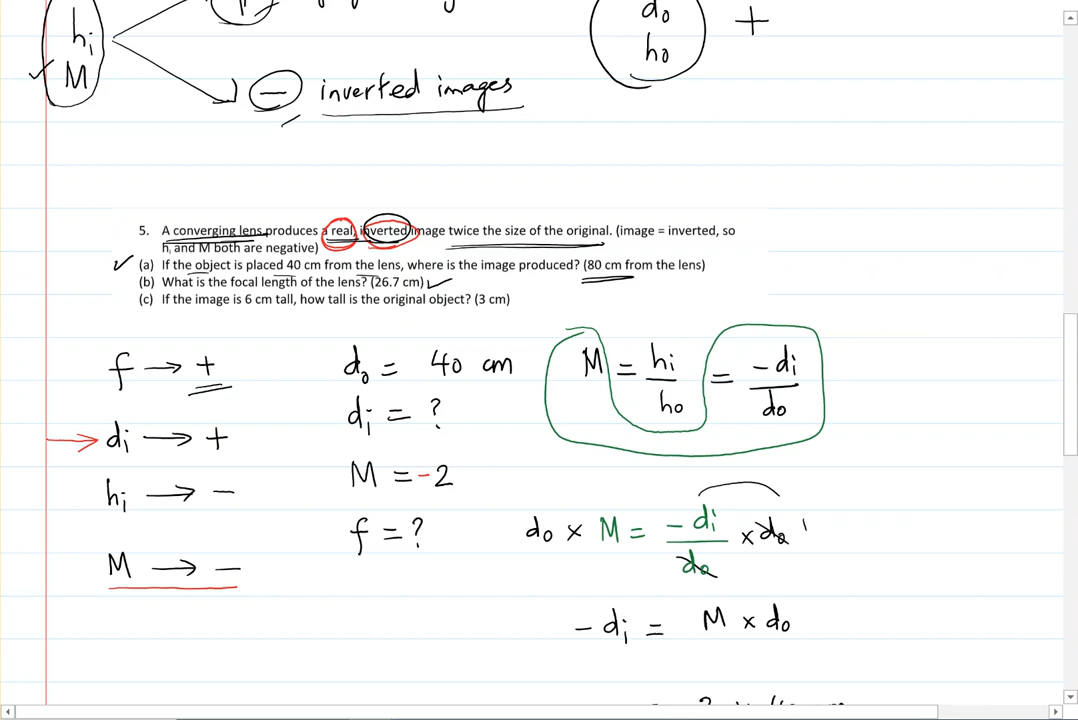 hi
M
do
ho
+
− inverted images
5. A converging lens produces a real, inverted image twice the size of the original. (image = inverted, so
hi and M both are negative)
(a) If the object is placed 40 cm from the lens, where is the image produced? (80 cm from the lens)
(b) What is the focal length of the lens? (26.7 cm)
(c) If the image is 6 cm tall, how tall is the original object? (3 cm)
f → +
do = 40 cm
M = hi/ho = -di/do
di → +
di = ?
hi → −
M = -2
f = ?
do × M = -di/do × do
M → −
-di = M × do